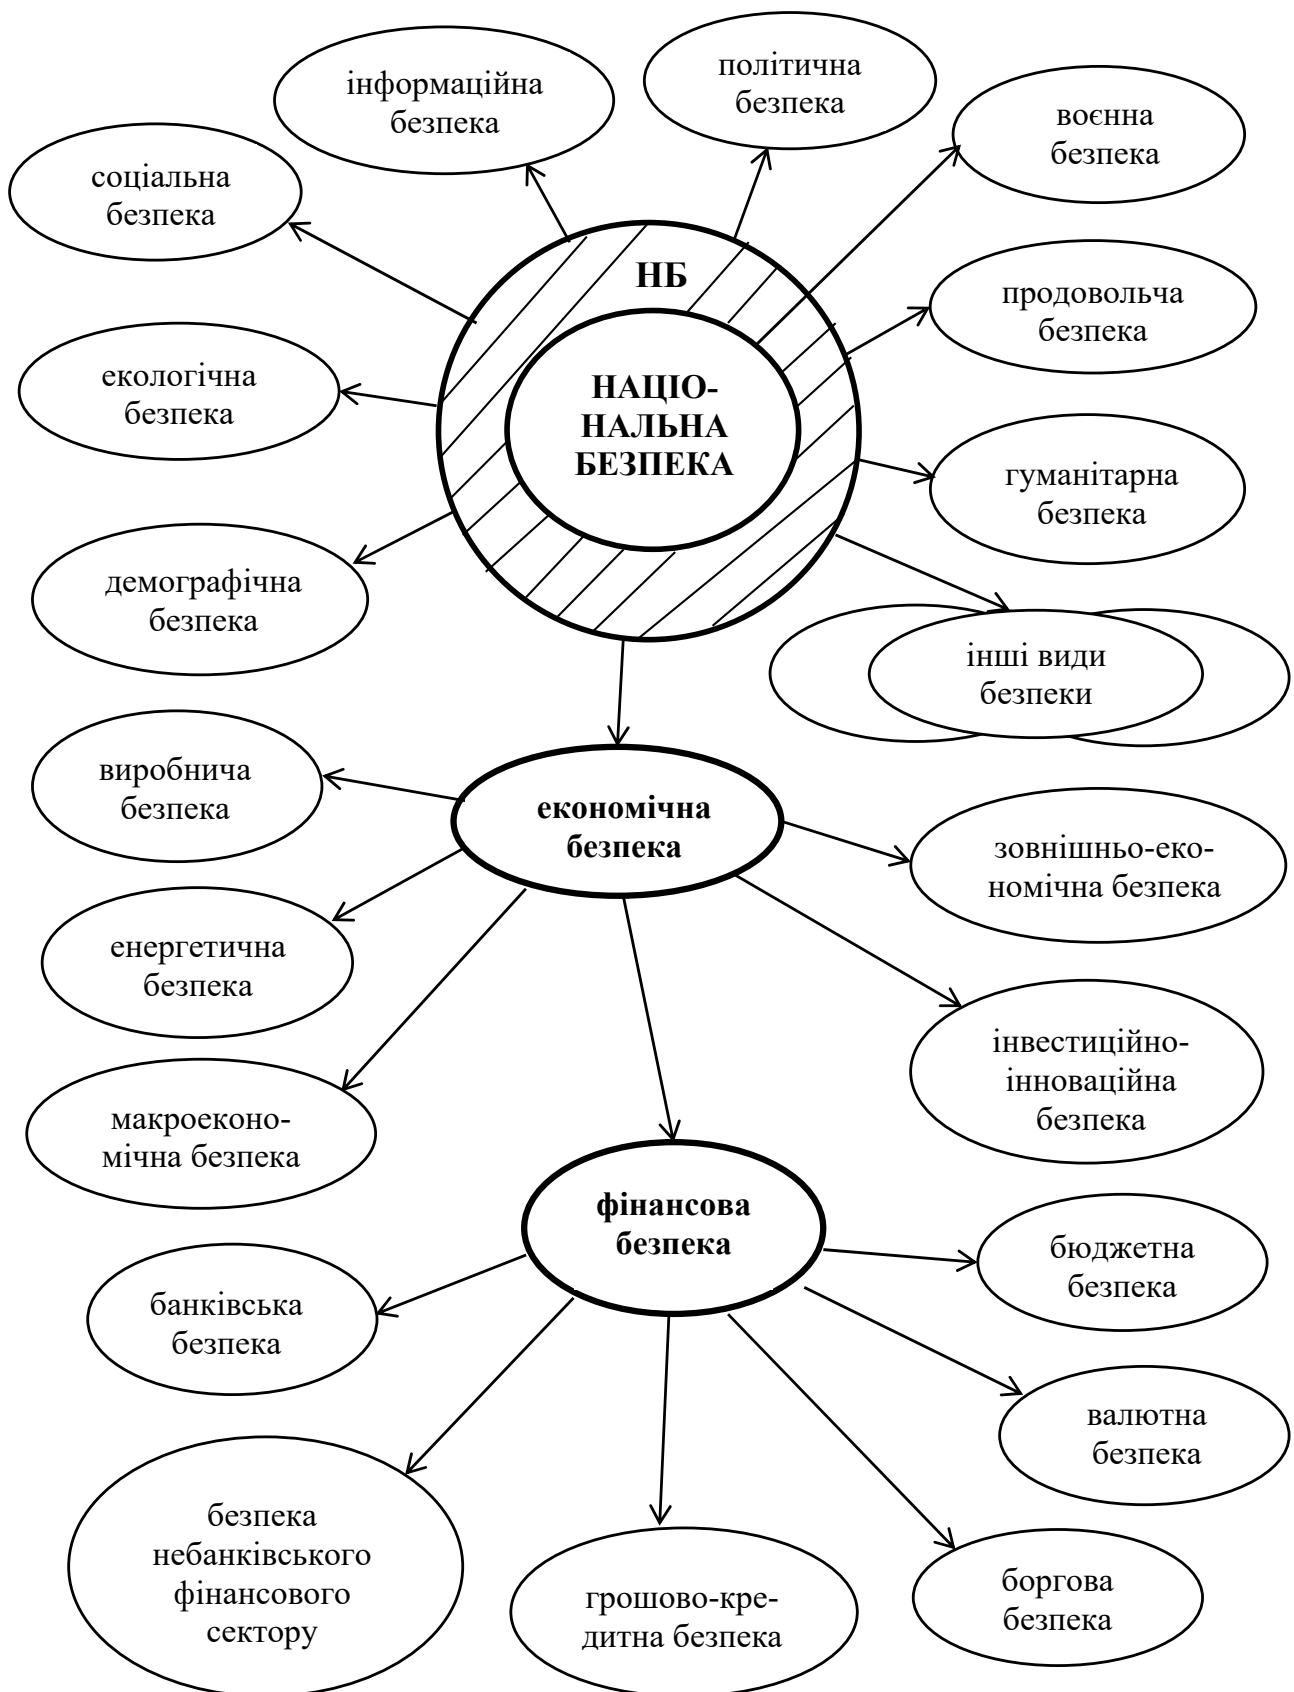 інформаційна
безпека
політична
безпека
воєнна
безпека
соціальна
безпека
НБ
продовольча
безпека
екологічна
безпека
НАЦІО-
НАЛЬНА
БЕЗПЕКА
гуманітарна
безпека
демографічна
безпека
інші види
безпеки
виробнича
безпека
економічна
безпека
зовнішньо-еко-
номічна безпека
енергетична
безпека
інвестиційно-
інноваційна
безпека
макроеконо-
мічна безпека
фінансова
безпека
бюджетна
безпека
банківська
безпека
валютна
безпека
безпека
небанківського
фінансового
сектору
грошово-кре-
дитна безпека
боргова
безпека